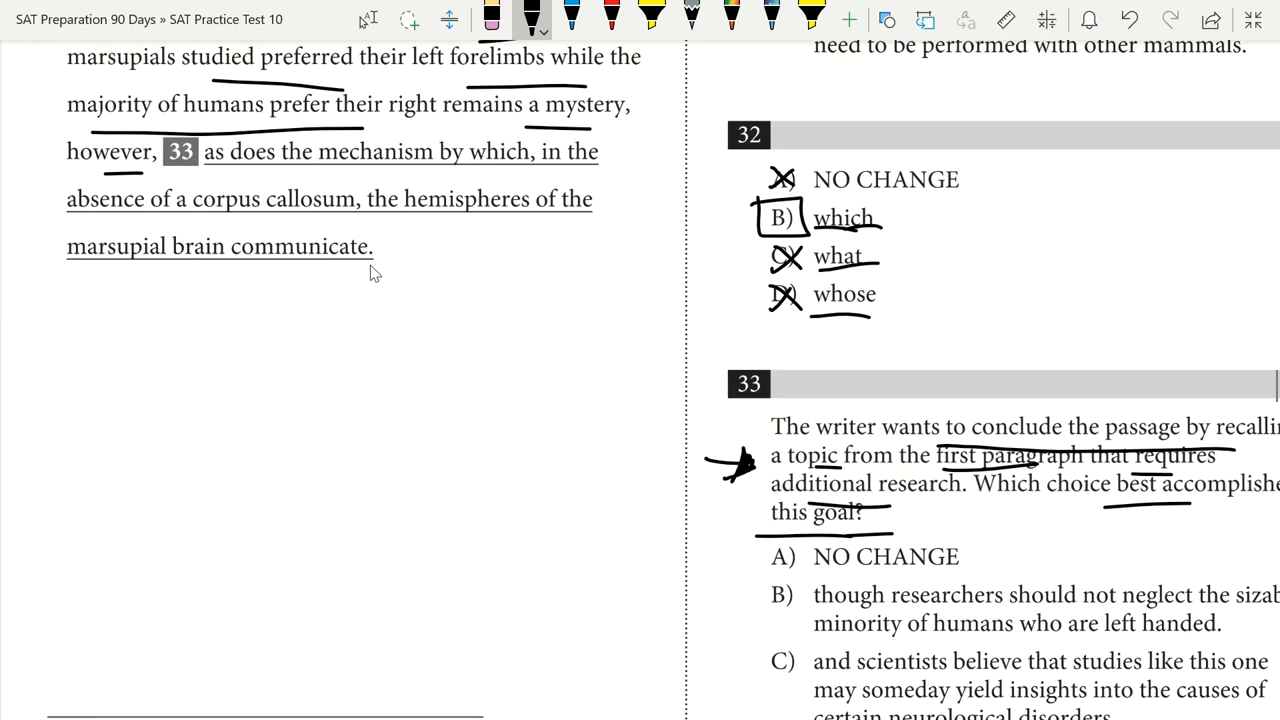 SAT Preparation 90 Days » SAT Practice Test 10
marsupials studied preferred their left forelimbs while the
majority of humans prefer their right remains a mystery,
however, 33 as does the mechanism by which, in the
absence of a corpus callosum, the hemispheres of the
marsupial brain communicate.
need to be performed with other mammals.
32
A) NO CHANGE
B) which
C) what
D) whose
33
The writer wants to conclude the passage by recalli
a topic from the first paragraph that requires
additional research. Which choice best accomplishe
this goal?
A) NO CHANGE
B) though researchers should not neglect the sizab
minority of humans who are left handed.
C) and scientists believe that studies like this one
may someday yield insights into the causes of
certain neurological disorders